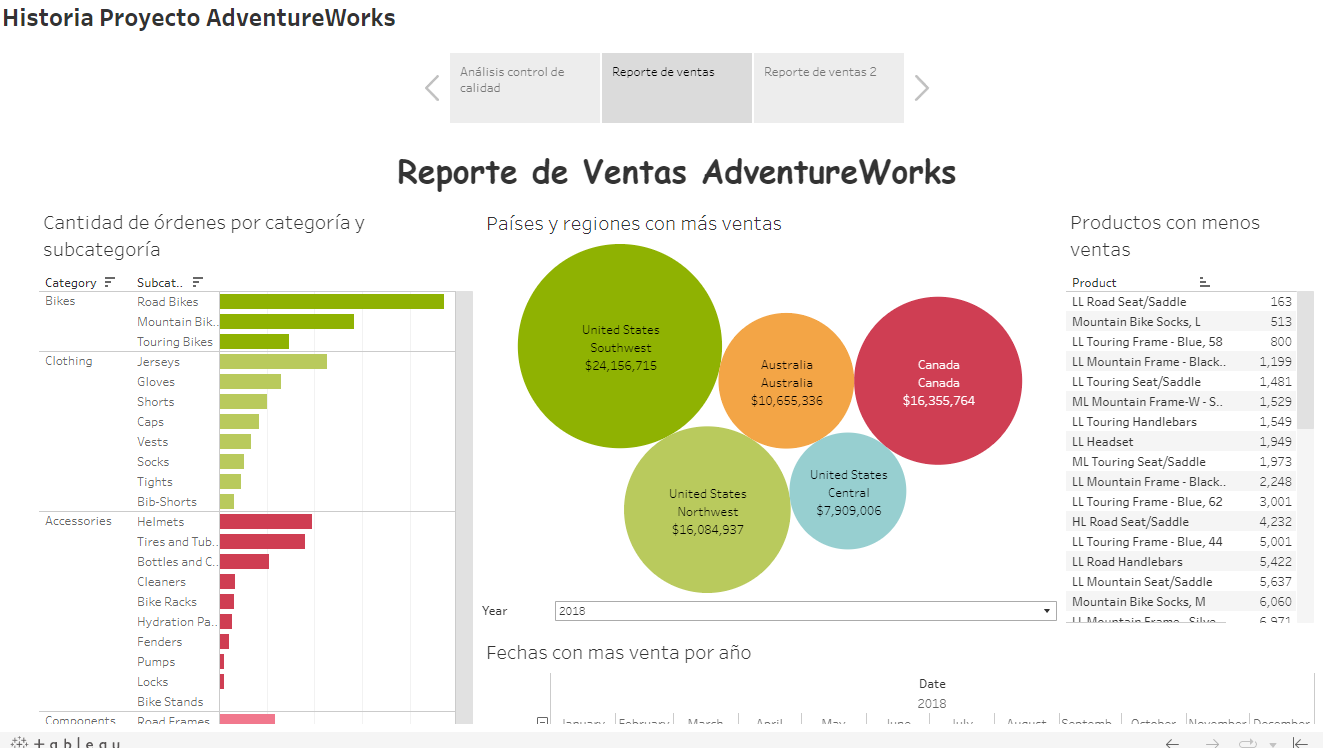 Historia Proyecto AdventureWorks
Análisis control de
calidad
Reporte de ventas
Reporte de ventas 2
Reporte de Ventas AdventureWorks
Cantidad de órdenes por categoría y
subcategoría
Category
Subcat..
Bikes
Road Bikes
Mountain Bik..
Touring Bikes
Clothing
Jerseys
Gloves
Shorts
Caps
Vests
Socks
Tights
Bib-Shorts
Accessories
Helmets
Tires and Tub..
Bottles and C..
Cleaners
Bike Racks
Hydration Pa..
Fenders
Pumps
Locks
Bike Stands
Components
Road Frames
Países y regiones con más ventas
United States
Southwest
$24,156,715
Australia
Australia
$10,655,336
Canada
Canada
$16,355,764
United States
Northwest
$16,084,937
United States
Central
$7,909,006
Year
2018
Fechas con mas venta por año
Date
2018
January
February
March
April
May
June
July
August
Septemb..
October
November
December
Productos con menos
ventas
Product
LL Road Seat/Saddle 163
Mountain Bike Socks, L 513
LL Touring Frame - Blue, 58 800
LL Mountain Frame - Black.. 1,199
LL Touring Seat/Saddle 1,481
ML Mountain Frame-W - S.. 1,529
LL Touring Handlebars 1,549
LL Headset 1,949
ML Touring Seat/Saddle 1,973
LL Mountain Frame - Black.. 2,248
LL Touring Frame - Blue, 62 3,001
HL Road Seat/Saddle 4,232
LL Touring Frame - Blue, 44 5,001
LL Road Handlebars 5,422
LL Mountain Seat/Saddle 5,637
Mountain Bike Socks, M 6,060
LL Mountain Frame - Silve.. 6,971
+ableau